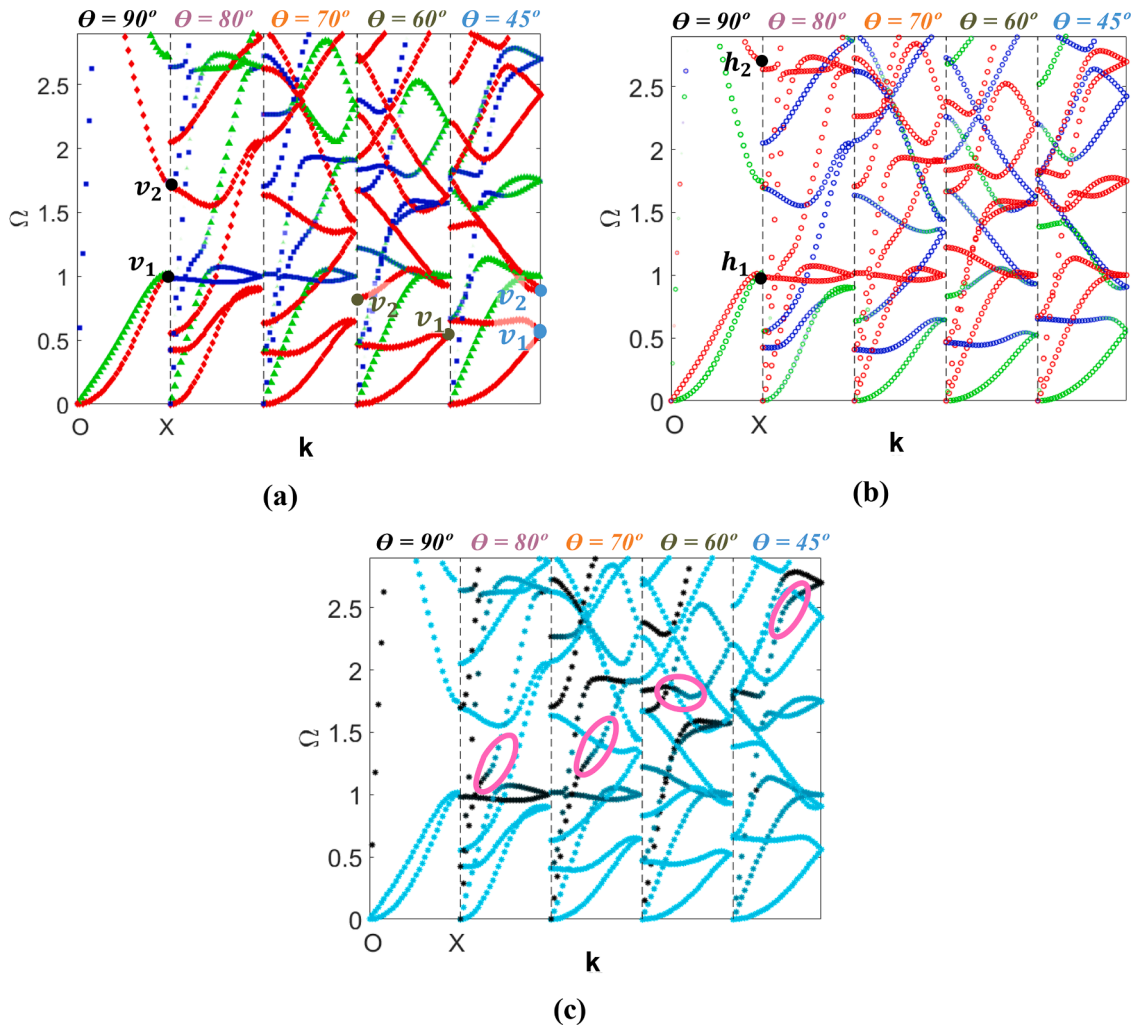 ϴ = 90º ϴ = 80º ϴ = 70º ϴ = 60º ϴ = 45º
2.5
2
v₂
Ω 1.5
v₁
1
v₂ v₂
v₁ v₁
0.5
0
O X
k
(a)
ϴ = 90º ϴ = 80º ϴ = 70º ϴ = 60º ϴ = 45º
h₂
2.5
2
Ω 1.5
h₁
1
0.5
0
O X
k
(b)
ϴ = 90º ϴ = 80º ϴ = 70º ϴ = 60º ϴ = 45º
2.5
2
Ω 1.5
1
0.5
0
O X
k
(c)